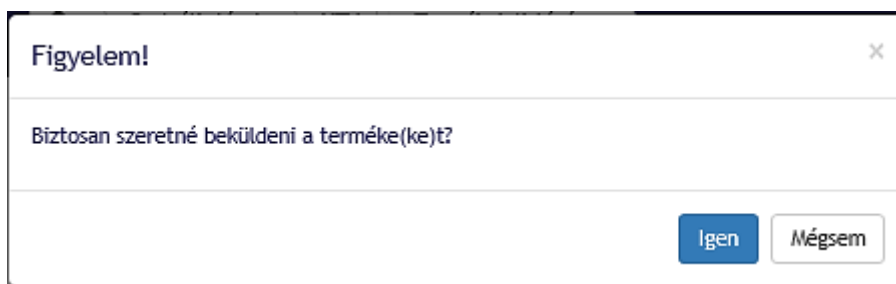 Figyelem!
×
Biztosan szeretné beküldeni a terméke(ke)t?
Igen
Mégsem